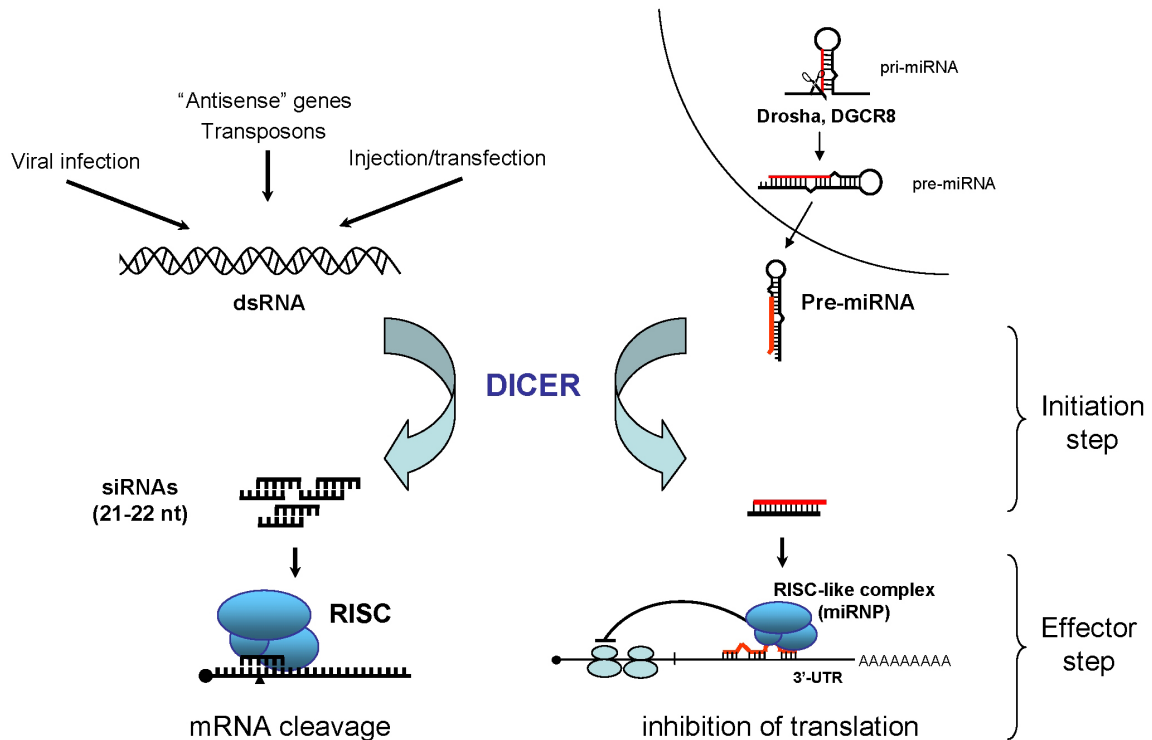 “Antisense” genes
Transposons
Viral infection
Injection/transfection
dsRNA
pri-miRNA
Drosha, DGCR8
pre-miRNA
Pre-miRNA
DICER
Initiation
step
siRNAs
(21-22 nt)
RISC
mRNA cleavage
RISC-like complex
(miRNP)
AAAAAAAAA
3'-UTR
inhibition of translation
Effector
step